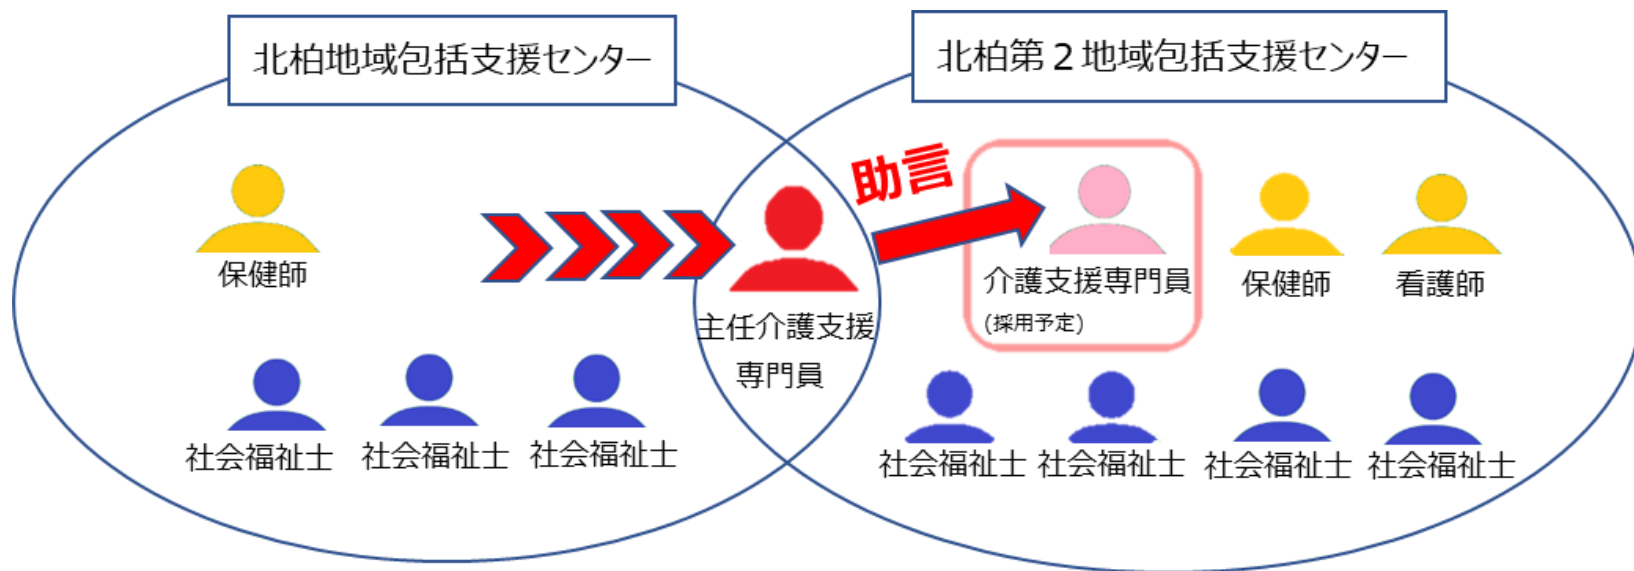 北柏地域包括支援センター
北柏第２地域包括支援センター
助言
保健師
主任介護支援
専門員
介護支援専門員
(採用予定)
保健師
看護師
社会福祉士
社会福祉士
社会福祉士
社会福祉士
社会福祉士
社会福祉士
社会福祉士